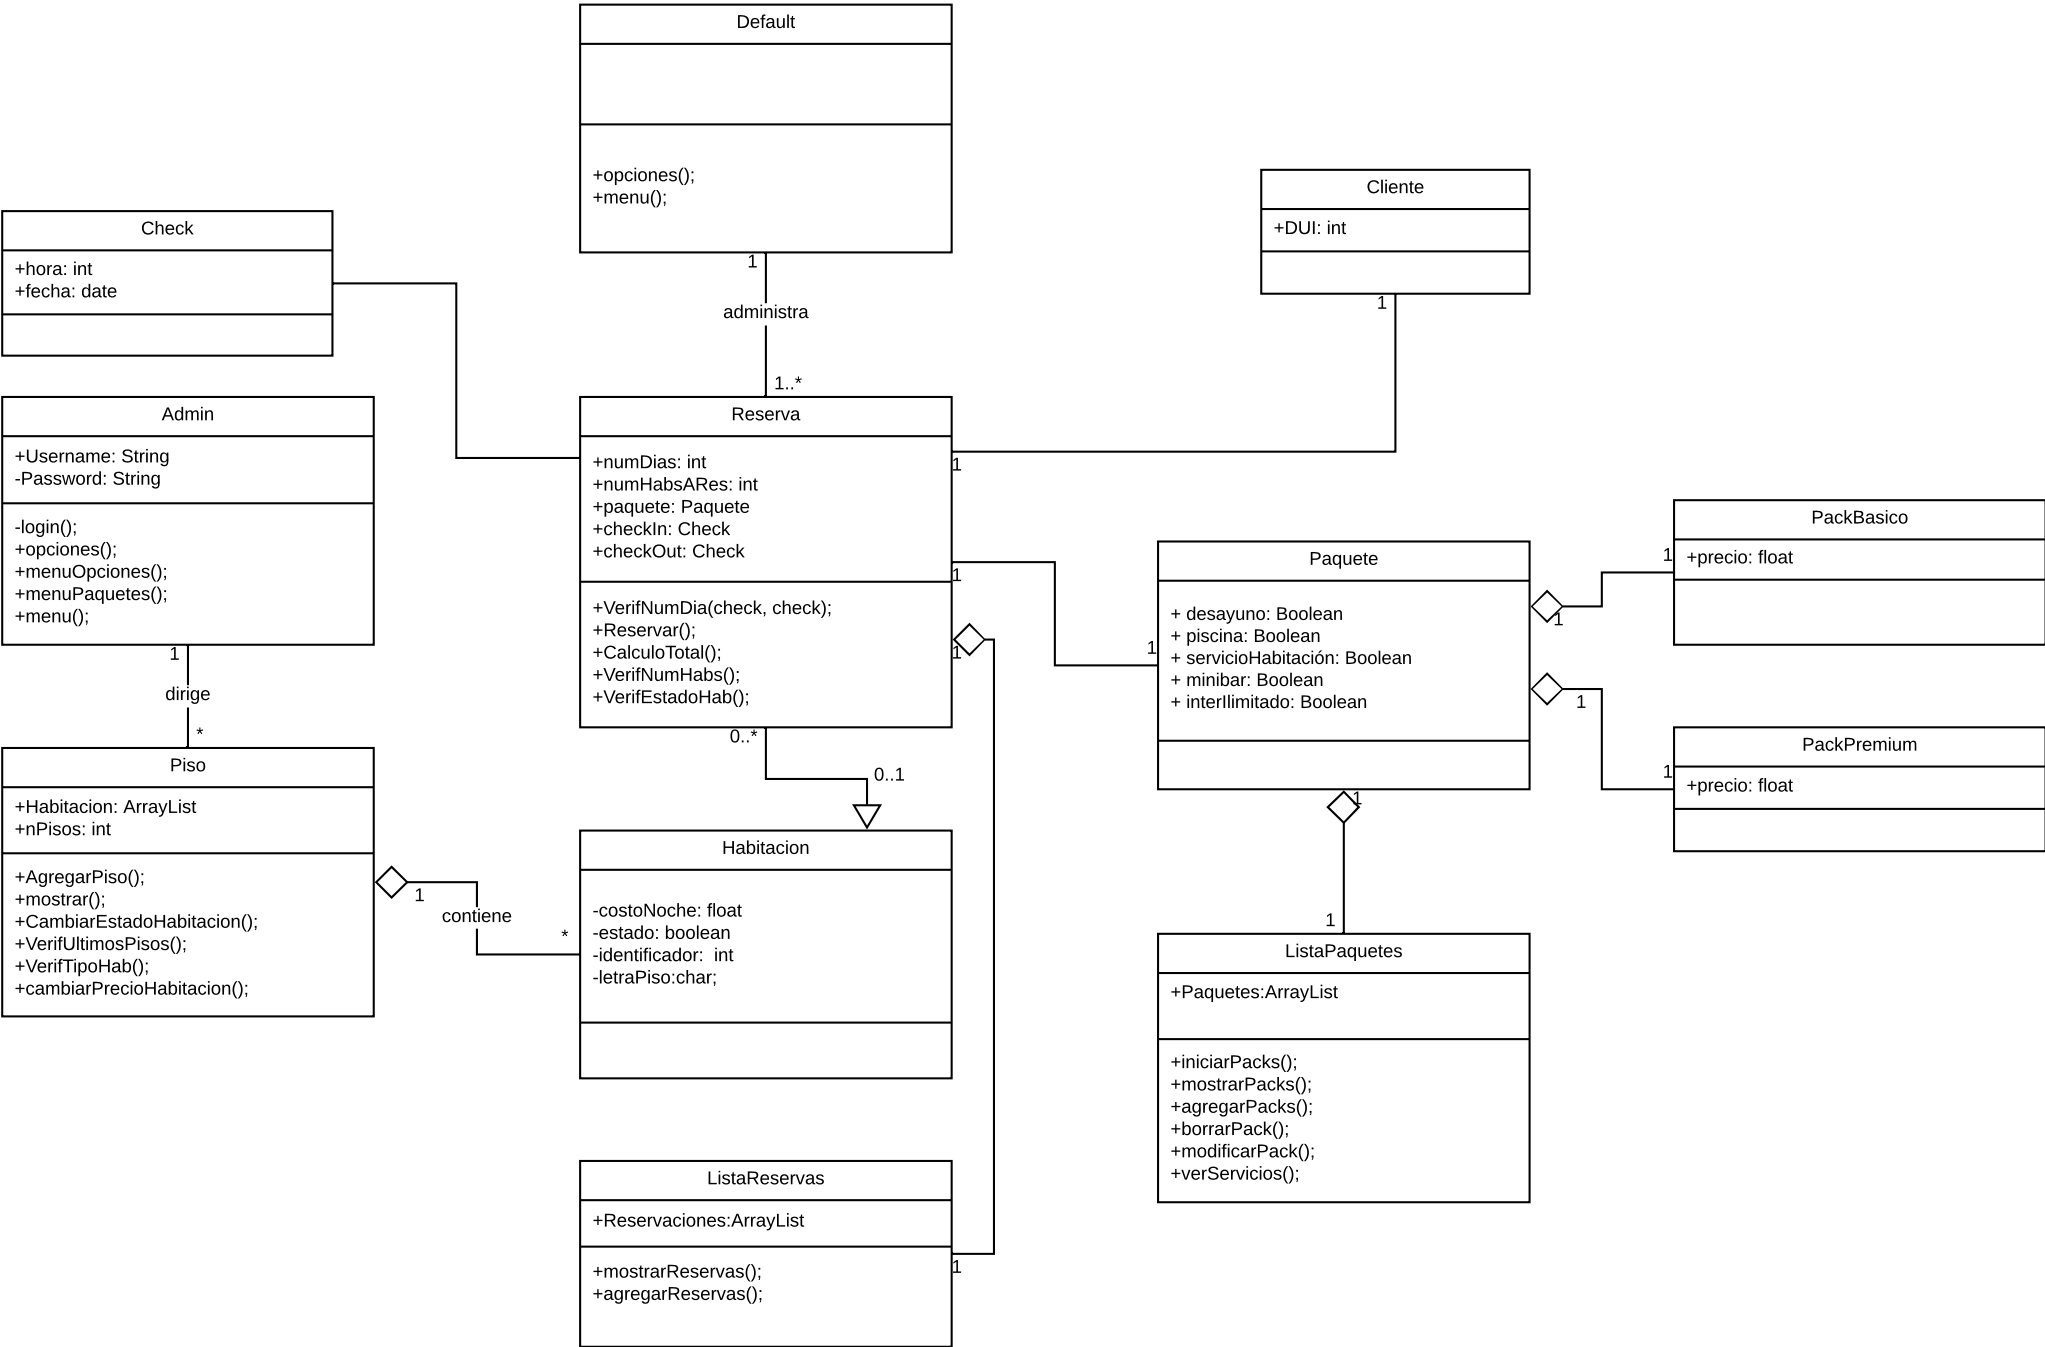 Default
+opciones();
+menu();
1
administra
1..*
Cliente
+DUI: int
1
Check
+hora: int
+fecha: date
Admin
+Username: String
-Password: String
-login();
+opciones();
+menuOpciones();
+menuPaquetes();
+menu();
1
dirige
*
Reserva
+numDias: int
+numHabsARes: int
+paquete: Paquete
+checkIn: Check
+checkOut: Check
+VerifNumDia(check, check);
+Reservar();
+CalculoTotal();
+VerifNumHabs();
+VerifEstadoHab();
1
1
1
0..*
0..1
Paquete
+ desayuno: Boolean
+ piscina: Boolean
+ servicioHabitación: Boolean
+ minibar: Boolean
+ interIlimitado: Boolean
1
1
1
1
PackBasico
+precio: float
1
PackPremium
+precio: float
1
Piso
+Habitacion: ArrayList
+nPisos: int
+AgregarPiso();
+mostrar();
+CambiarEstadoHabitacion();
+VerifUltimosPisos();
+VerifTipoHab();
+cambiarPrecioHabitacion();
1
contiene
*
Habitacion
-costoNoche: float
-estado: boolean
-identificador:  int
-letraPiso:char;
1
ListaPaquetes
+Paquetes:ArrayList
+iniciarPacks();
+mostrarPacks();
+agregarPacks();
+borrarPack();
+modificarPack();
+verServicios();
ListaReservas
+Reservaciones:ArrayList
+mostrarReservas();
+agregarReservas();
1